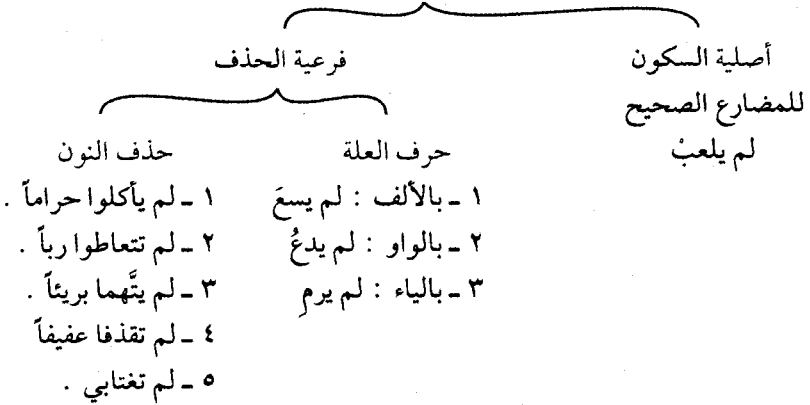 أصلية السكون
للمضارع الصحيح
لم يلعبْ
فرعية الحذف
حرف العلة
١ ـ بالألف : لم يسعَ
٢ ـ بالواو : لم يدعُ
٣ ـ بالياء : لم يرمِ
حذف النون
١ ـ لم يأكلوا حراماً .
٢ ـ لم تتعاطوا رباً .
٣ ـ لم يتَّهما بريئاً .
٤ ـ لم تقذفا عفيفاً
٥ ـ لم تغتابي .